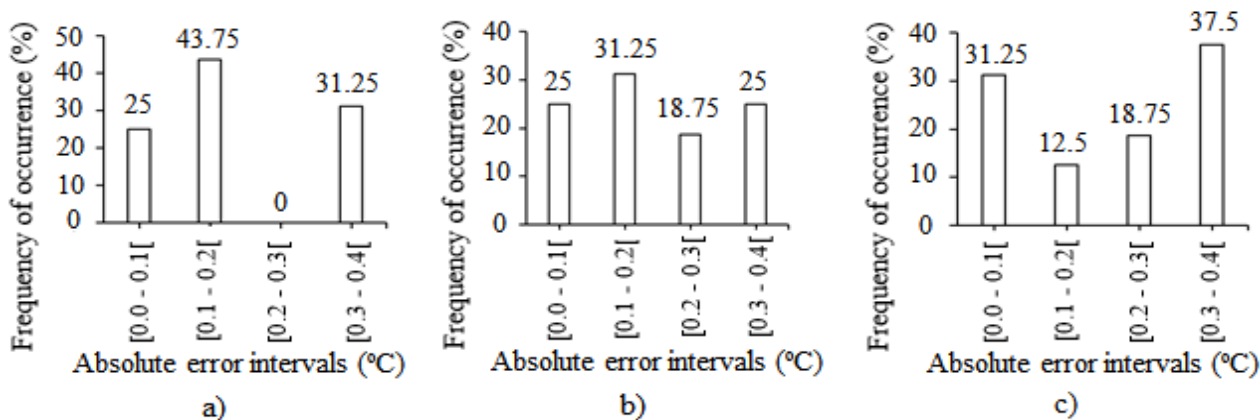 Frequency of occurrence (%)
50
40
30
20
10
0
25
43.75
0
31.25
[0.0 - 0.1[
[0.1 - 0.2[
[0.2 - 0.3[
[0.3 - 0.4[
Absolute error intervals (ºC)
a)
Frequency of occurrence (%)
40
30
20
10
0
25
31.25
18.75
25
[0.0 - 0.1[
[0.1 - 0.2[
[0.2 - 0.3[
[0.3 - 0.4[
Absolute error intervals (ºC)
b)
Frequency of occurrence (%)
40
30
20
10
0
31.25
12.5
18.75
37.5
[0.0 - 0.1[
[0.1 - 0.2[
[0.2 - 0.3[
[0.3 - 0.4[
Absolute error intervals (ºC)
c)